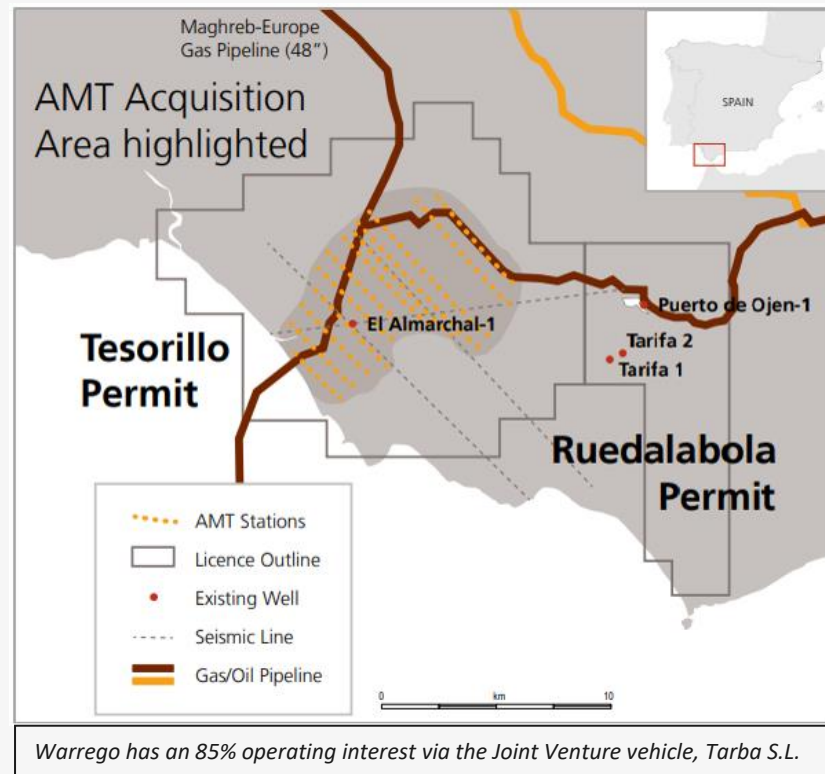 Maghreb-Europe
Gas Pipeline (48”)
AMT Acquisition
Area highlighted
SPAIN
Puerto de Ojen-1
El Almarchal-1
Tarifa 2
Tarifa 1
Tesorillo
Permit
Ruedalabola
Permit
AMT Stations
Licence Outline
Existing Well
Seismic Line
Gas/Oil Pipeline
0 km 10
Warrego has an 85% operating interest via the Joint Venture vehicle, Tarba S.L.